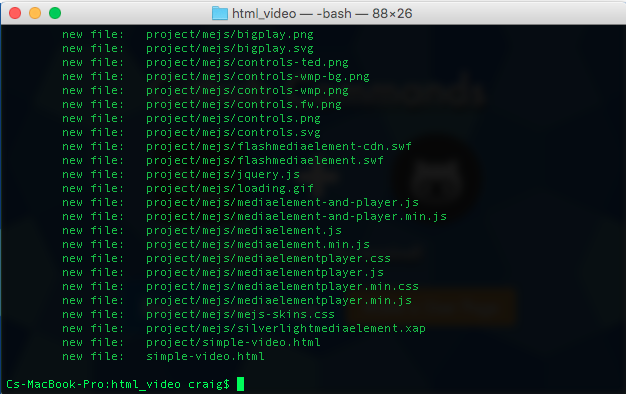 html_video — -bash — 88×26
new file:   project/mejs/bigplay.png
new file:   project/mejs/bigplay.svg
new file:   project/mejs/controls-ted.png
new file:   project/mejs/controls-wmp-bg.png
new file:   project/mejs/controls-wmp.png
new file:   project/mejs/controls.fw.png
new file:   project/mejs/controls.png
new file:   project/mejs/controls.svg
new file:   project/mejs/flashmediaelement-cdn.swf
new file:   project/mejs/flashmediaelement.swf
new file:   project/mejs/jquery.js
new file:   project/mejs/loading.gif
new file:   project/mejs/mediaelement-and-player.js
new file:   project/mejs/mediaelement-and-player.min.js
new file:   project/mejs/mediaelement.js
new file:   project/mejs/mediaelement.min.js
new file:   project/mejs/mediaelementplayer.css
new file:   project/mejs/mediaelementplayer.js
new file:   project/mejs/mediaelementplayer.min.css
new file:   project/mejs/mediaelementplayer.min.js
new file:   project/mejs/mejs-skins.css
new file:   project/mejs/silverlightmediaelement.xap
new file:   project/simple-video.html
new file:   simple-video.html
Cs-MacBook-Pro:html_video craig$